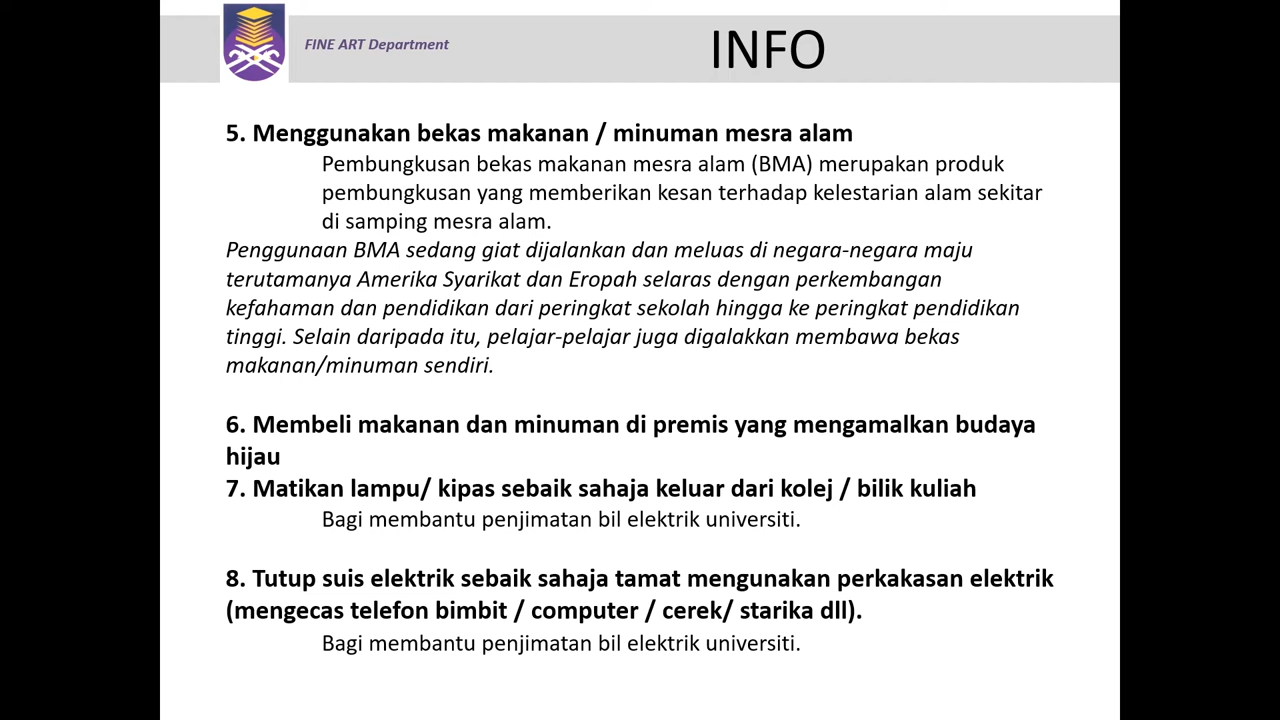 FINE ART Department
INFO
5. Menggunakan bekas makanan / minuman mesra alam
Pembungkusan bekas makanan mesra alam (BMA) merupakan produk
pembungkusan yang memberikan kesan terhadap kelestarian alam sekitar
di samping mesra alam.
Penggunaan BMA sedang giat dijalankan dan meluas di negara-negara maju
terutamanya Amerika Syarikat dan Eropah selaras dengan perkembangan
kefahaman dan pendidikan dari peringkat sekolah hingga ke peringkat pendidikan
tinggi. Selain daripada itu, pelajar-pelajar juga digalakkan membawa bekas
makanan/minuman sendiri.
6. Membeli makanan dan minuman di premis yang mengamalkan budaya
hijau
7. Matikan lampu/ kipas sebaik sahaja keluar dari kolej / bilik kuliah
Bagi membantu penjimatan bil elektrik universiti.
8. Tutup suis elektrik sebaik sahaja tamat mengunakan perkakasan elektrik
(mengecas telefon bimbit / computer / cerek/ starika dll).
Bagi membantu penjimatan bil elektrik universiti.